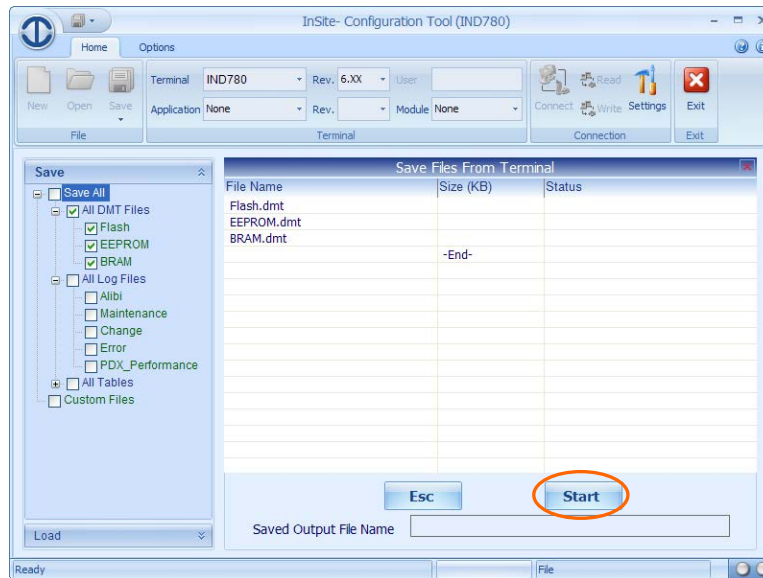 InSite- Configuration Tool (IND780)
Home Options
New Open Save
File
Terminal IND780 Rev. 6.XX User
Application None Rev. Module None
Terminal
Connect Read Write Settings
Connection
Exit
Exit
Save
Save All
All DMT Files
Flash
EEPROM
BRAM
All Log Files
Alibi
Maintenance
Change
Error
PDX_Performance
All Tables
Custom Files
Load
Save Files From Terminal
File Name Size (KB) Status
Flash.dmt
EEPROM.dmt
BRAM.dmt
-End-
Esc Start
Saved Output File Name
Ready File